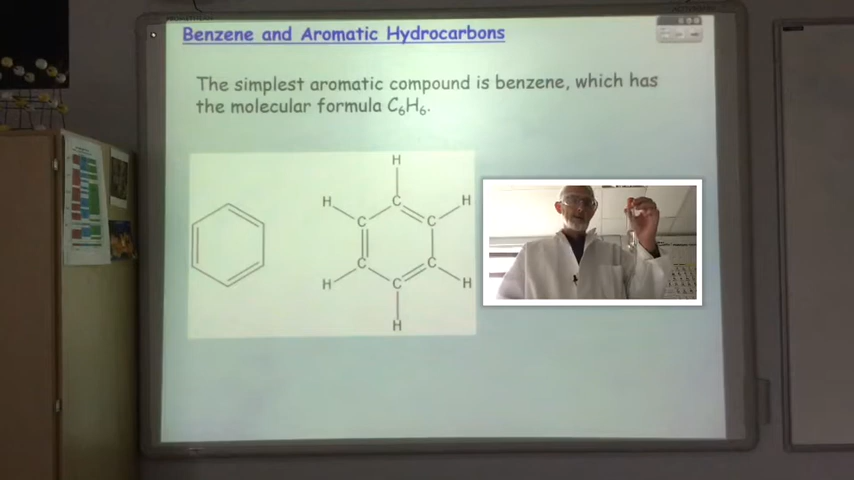 Benzene and Aromatic Hydrocarbons
The simplest aromatic compound is benzene, which has
the molecular formula C₆H₆.
H
H C H
C C
C C
H C H
H